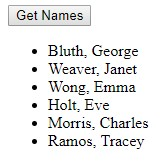 Get Names
Bluth, George
Weaver, Janet
Wong, Emma
Holt, Eve
Morris, Charles
Ramos, Tracey